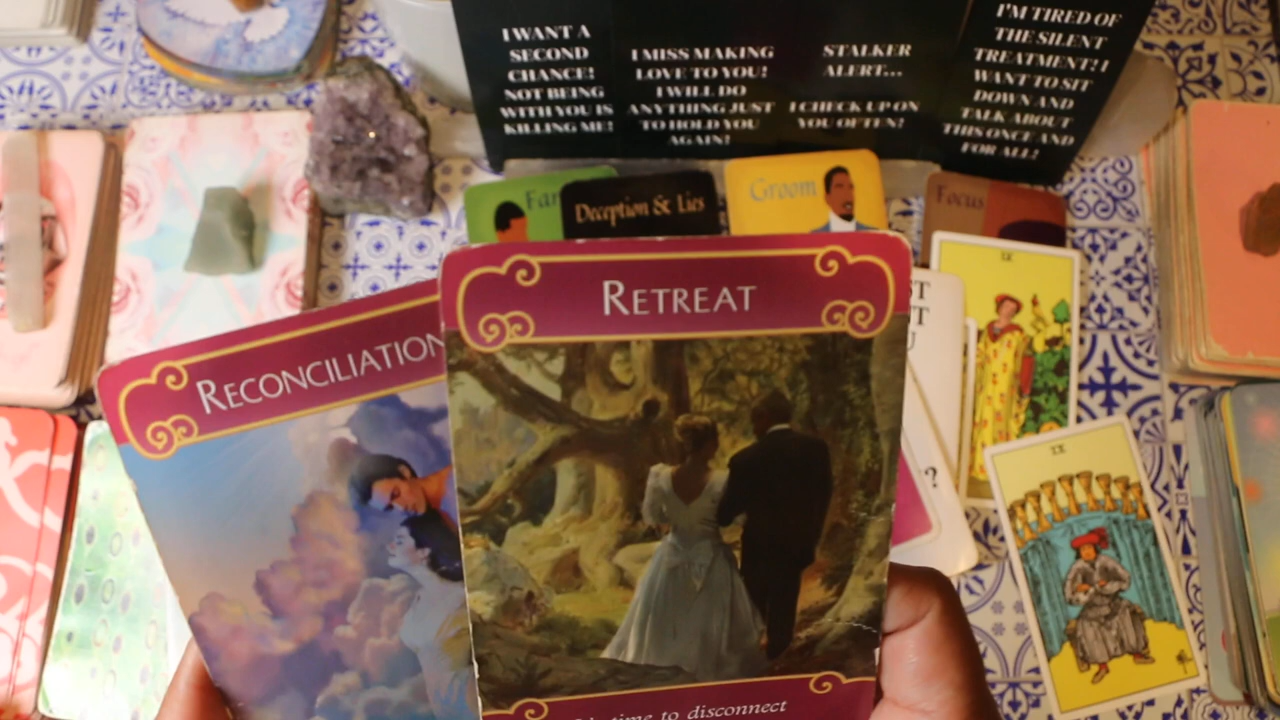 I WANT A
SECOND
CHANCE!
NOT BEING
WITH YOU IS
KILLING ME!
I MISS MAKING
LOVE TO YOU!
I WILL DO
ANYTHING JUST
TO HOLD YOU
AGAIN!
STALKER
ALERT...
I CHECK UP ON
YOU OFTEN!
I'M TIRED OF
THE SILENT
TREATMENT! I
WANT TO SIT
DOWN AND
TALK ABOUT
THIS ONCE AND
FOR ALL!
Deception & Lies
Groom
Focus
IX
RETREAT
RECONCILIATION
?
IX
time to disconnect